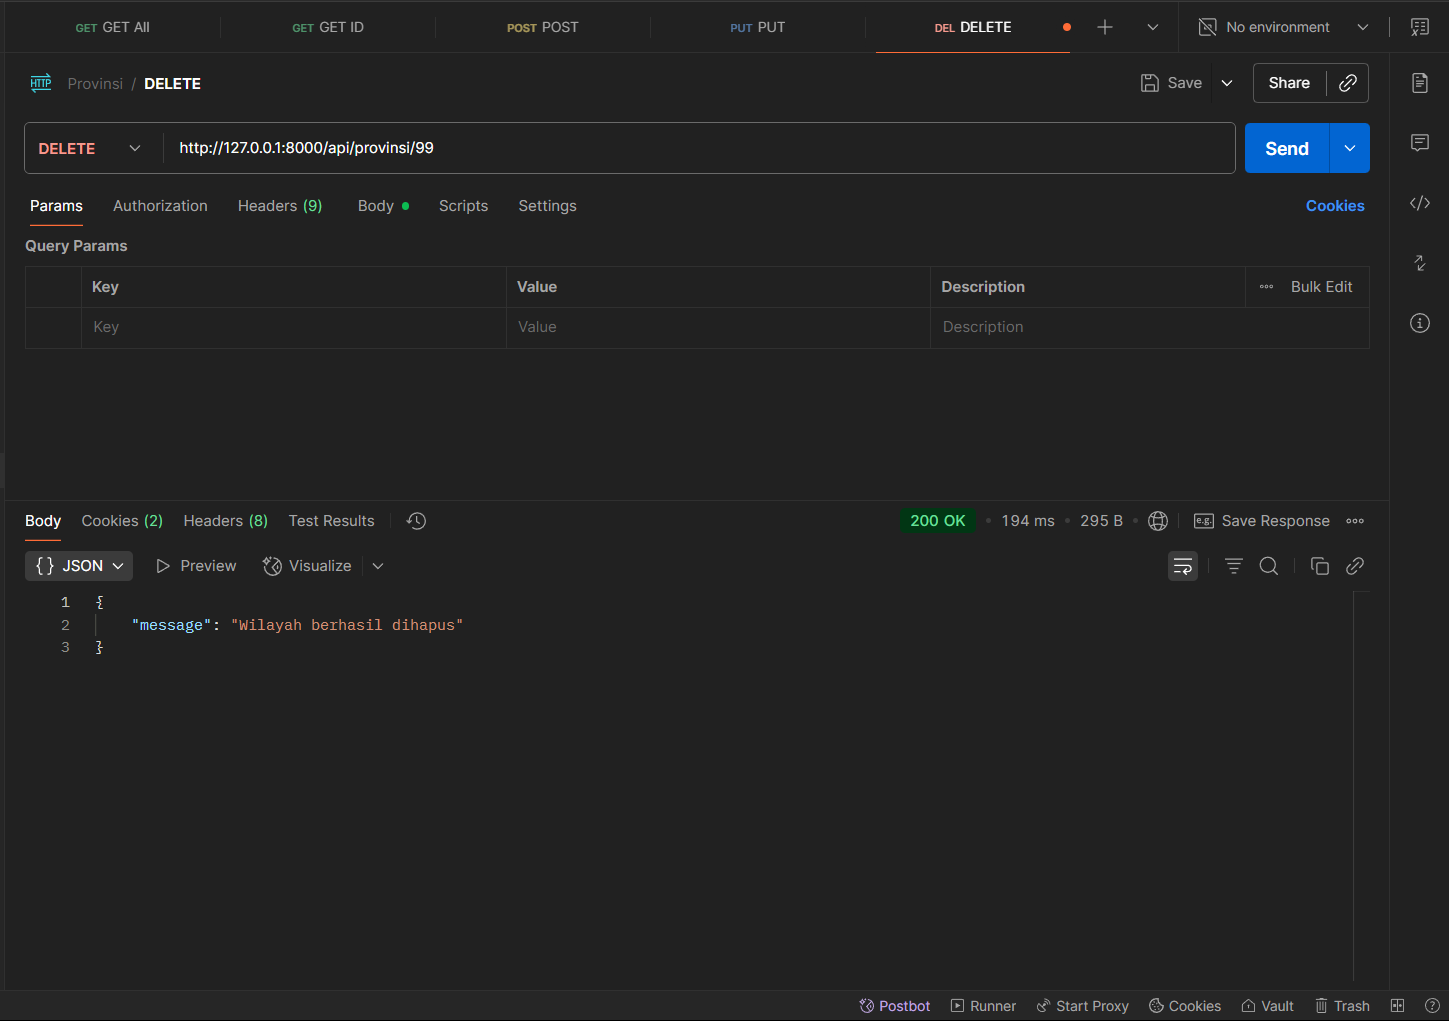 GET GET All GET GET ID POST POST PUT PUT DEL DELETE No environment
HTTP Provinsi / DELETE Save Share
DELETE http://127.0.0.1:8000/api/provinsi/99 Send
Params Authorization Headers (9) Body Scripts Settings Cookies
Query Params
Key Value Description Bulk Edit
Key Value Description
Body Cookies (2) Headers (8) Test Results 200 OK 194 ms 295 B e.g. Save Response
{} JSON Preview Visualize
1 {
2 "message": "Wilayah berhasil dihapus"
3 }
Postbot Runner Start Proxy Cookies Vault Trash